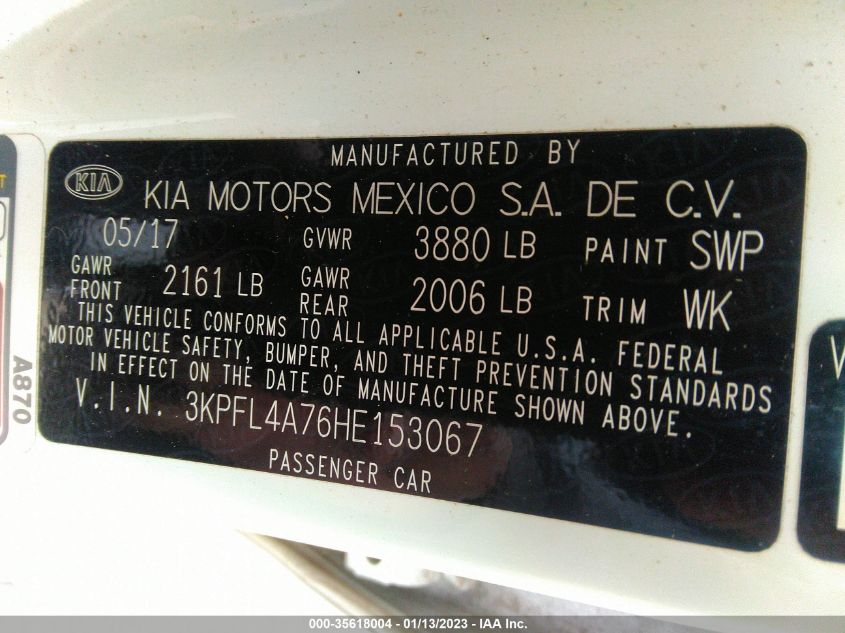 MANUFACTURED BY
KIA KIA MOTORS MEXICO S.A. DE C.V.
05/17 GVWR 3880 LB PAINT SWP
GAWR FRONT 2161 LB GAWR REAR 2006 LB TRIM WK
THIS VEHICLE CONFORMS TO ALL APPLICABLE U.S.A. FEDERAL
MOTOR VEHICLE SAFETY, BUMPER, AND THEFT PREVENTION STANDARDS
IN EFFECT ON THE DATE OF MANUFACTURE SHOWN ABOVE.
V.I.N. 3KPFL4A76HE153067
PASSENGER CAR
A870
000-35618004 - 01/13/2023 - IAA Inc.